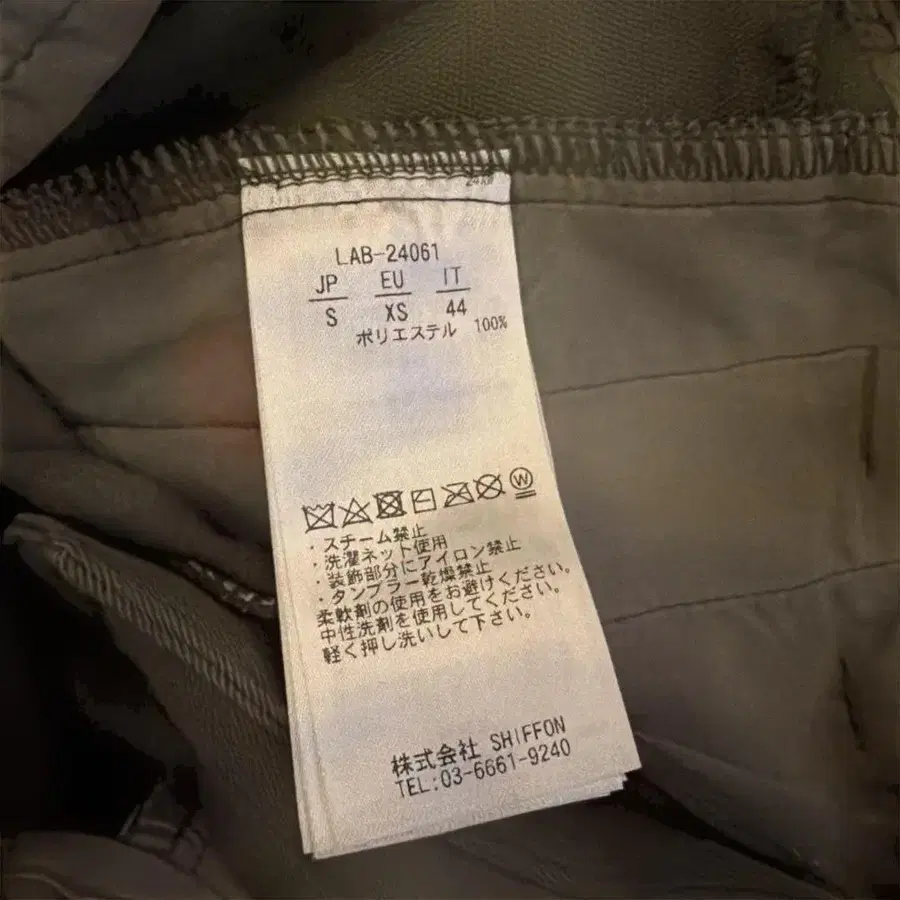 LAB-24061
JP EU IT
S XS 44
ポリエステル 100%
W
・スチーム禁止
・洗濯ネット使用
・装飾部分にアイロン禁止
・タンブラー乾燥禁止
柔軟剤の使用をお避けください。
中性洗剤を使用してください。
軽く押し洗いして下さい。
株式会社 SHIFFON
TEL:03-6661-9240